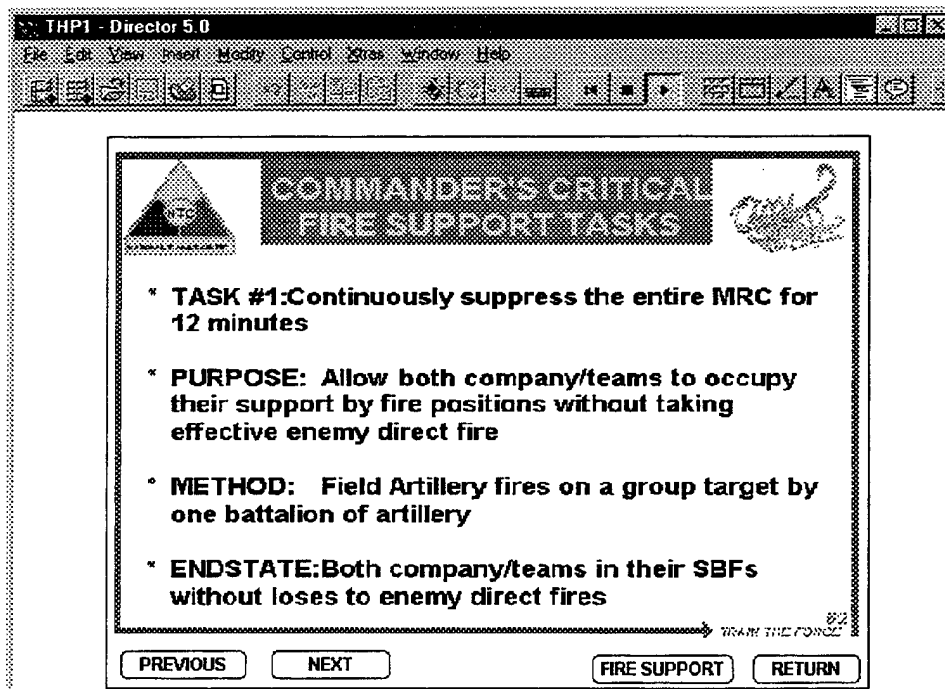 THP1 - Director 5.0
File Edit View Insert Modify Control Xtras Window Help
NTC
COMMANDER'S CRITICAL
FIRE SUPPORT TASKS
* TASK #1:Continuously suppress the entire MRC for
12 minutes
* PURPOSE: Allow both company/teams to occupy
their support by fire positions without taking
effective enemy direct fire
* METHOD: Field Artillery fires on a group target by
one battalion of artillery
* ENDSTATE:Both company/teams in their SBFs
without loses to enemy direct fires
TRAIN THE FORCE
PREVIOUS NEXT FIRE SUPPORT RETURN